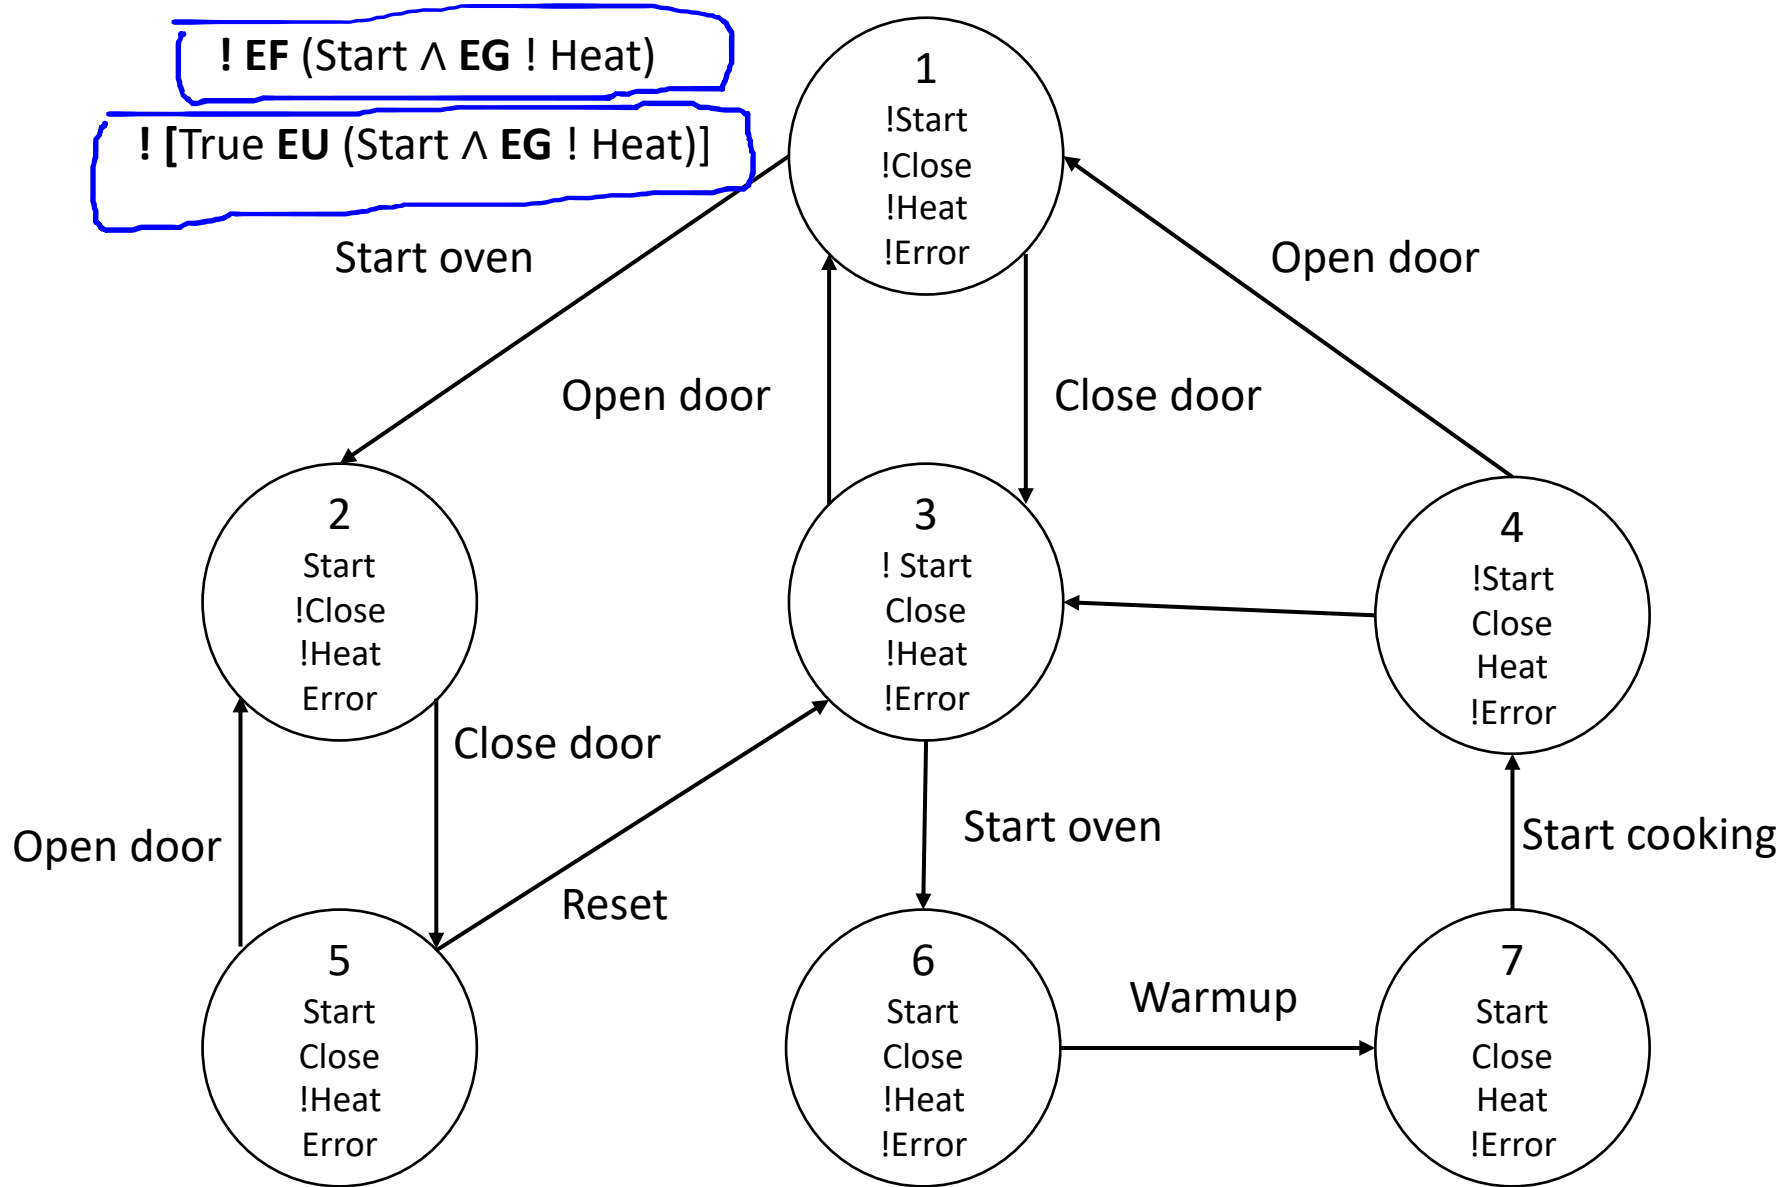 ! EF (Start ∧ EG ! Heat)
! [True EU (Start ∧ EG ! Heat)]
1
!Start
!Close
!Heat
!Error
Start oven
Open door
Open door
Close door
2
Start
!Close
!Heat
Error
3
! Start
Close
!Heat
!Error
4
!Start
Close
Heat
!Error
Close door
Open door
Start oven
Start cooking
Reset
5
Start
Close
!Heat
Error
6
Start
Close
!Heat
!Error
Warmup
7
Start
Close
Heat
!Error